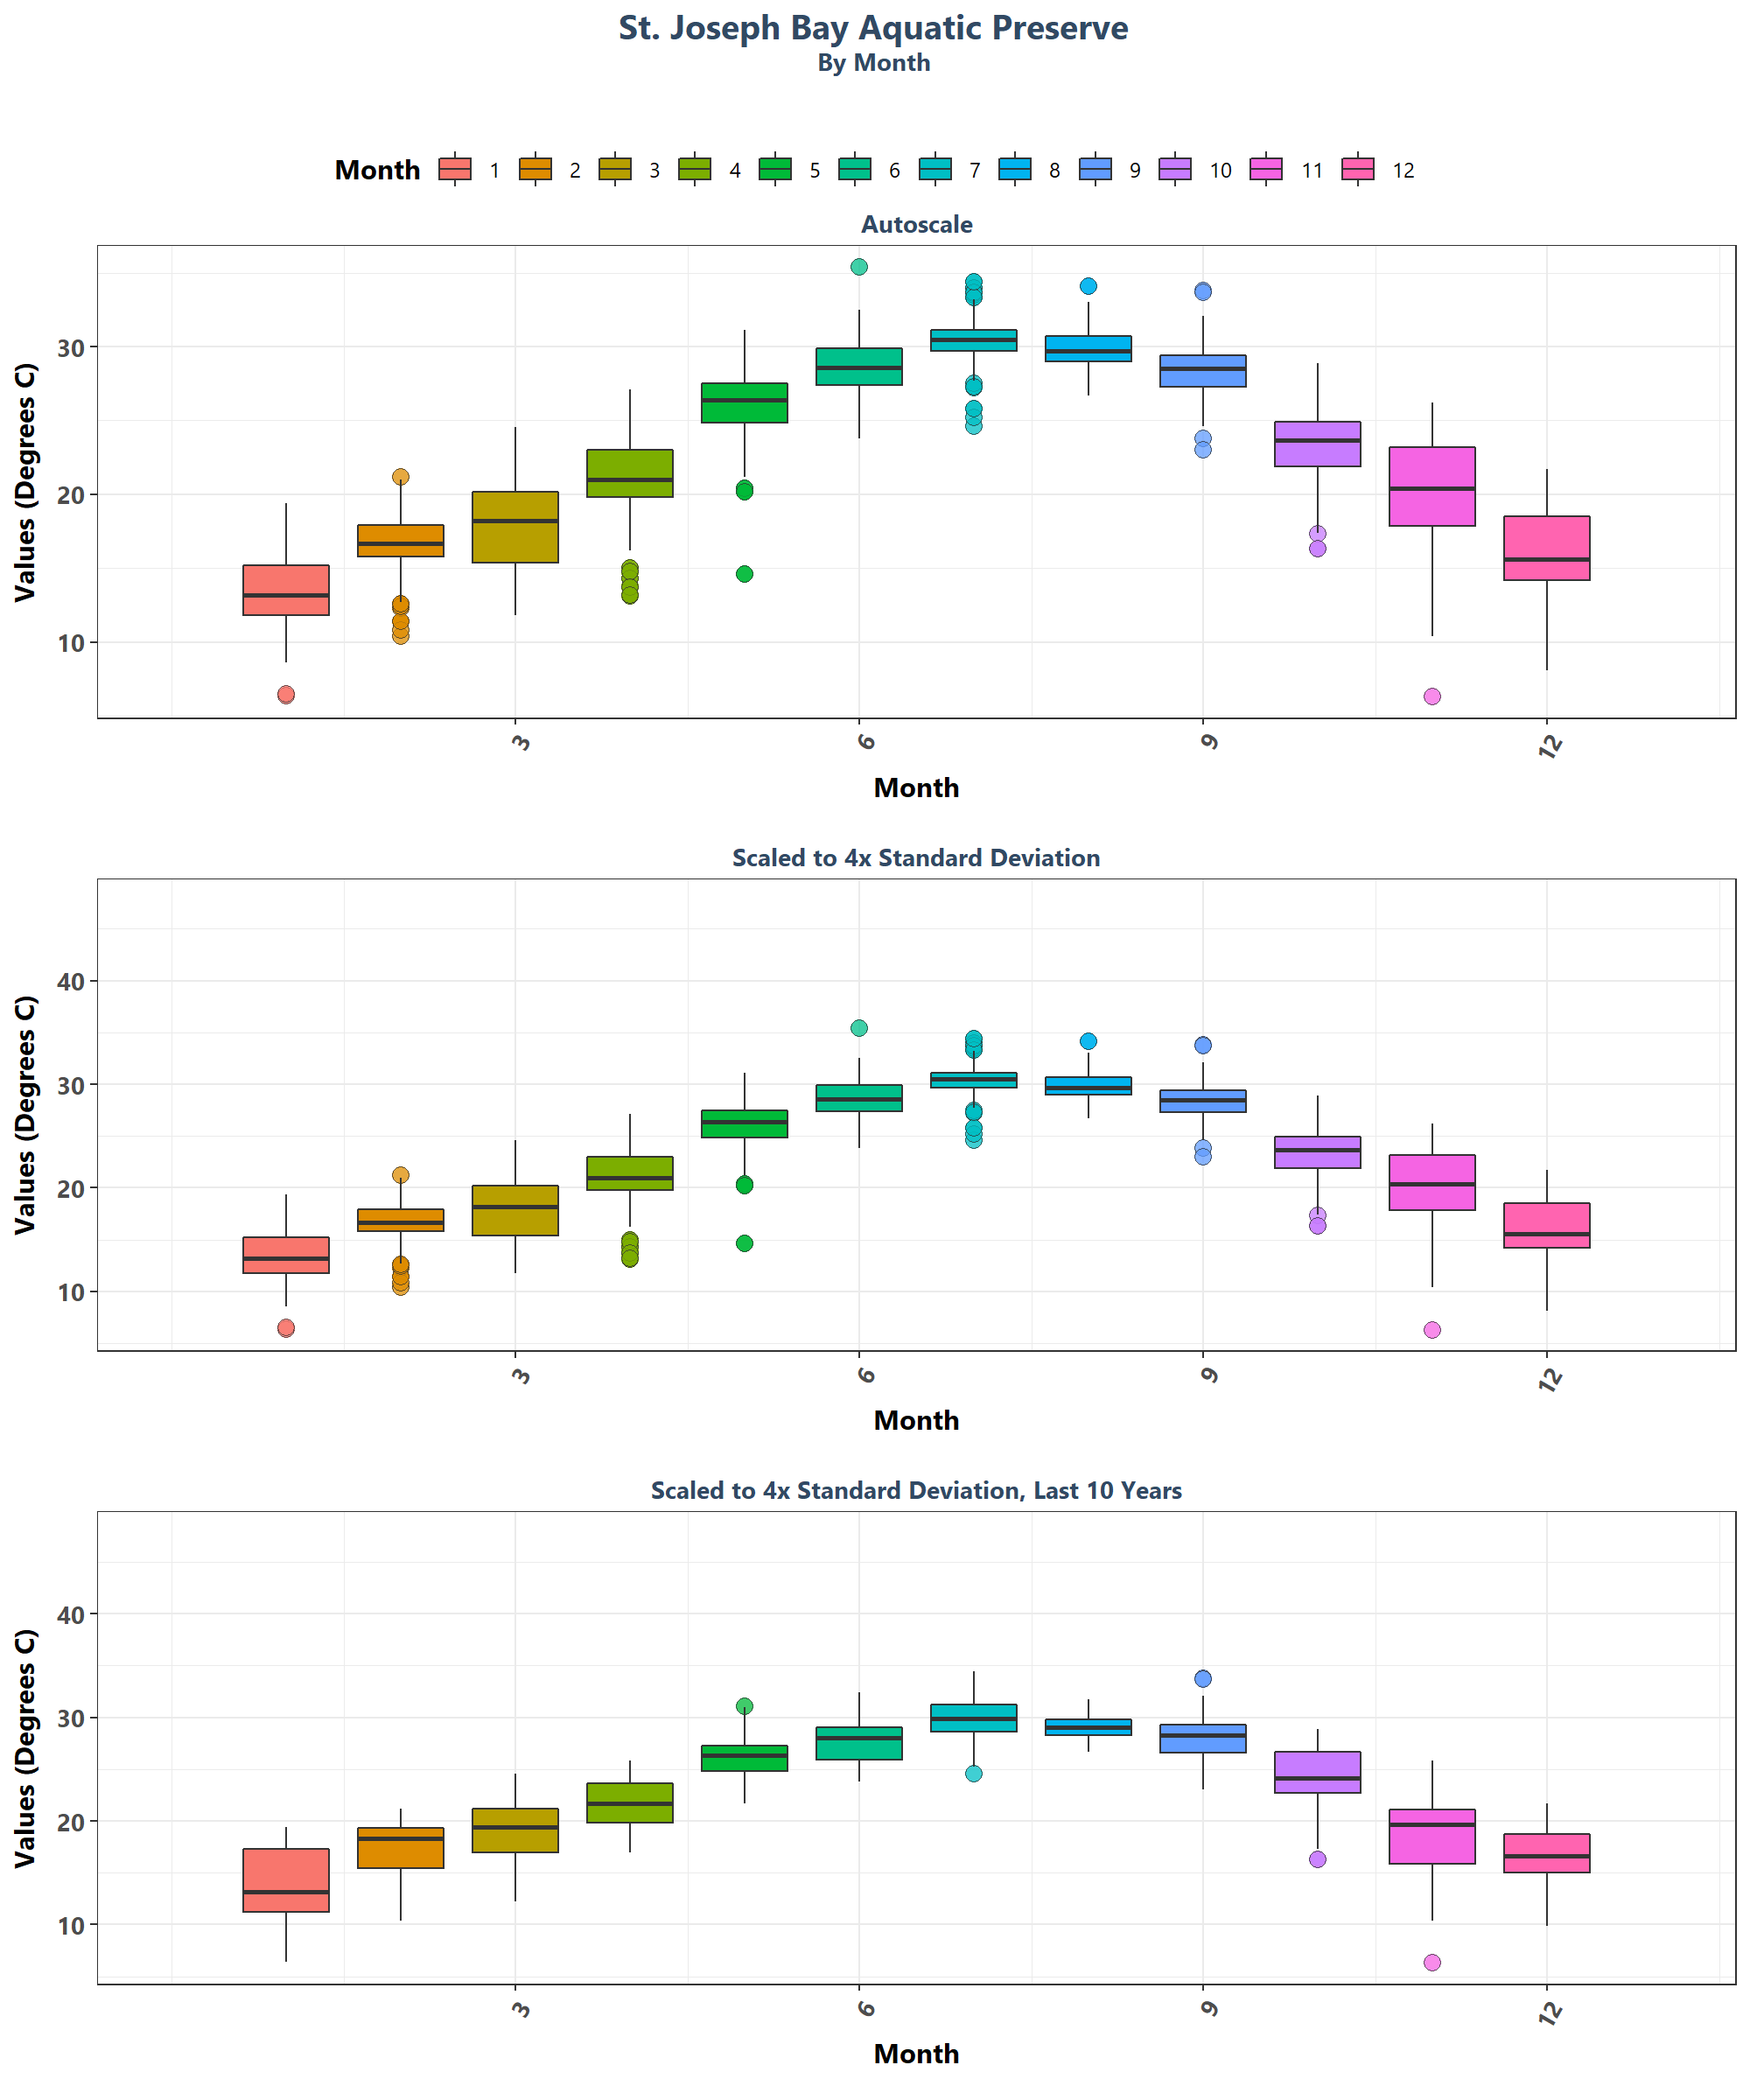 St. Joseph Bay Aquatic Preserve
By Month
Month 1 2 3 4 5 6 7 8 9 10 11 12
Autoscale
Values (Degrees C)
30
20
10
3 6 9 12
Month
Scaled to 4x Standard Deviation
Values (Degrees C)
40
30
20
10
3 6 9 12
Month
Scaled to 4x Standard Deviation, Last 10 Years
Values (Degrees C)
40
30
20
10
3 6 9 12
Month